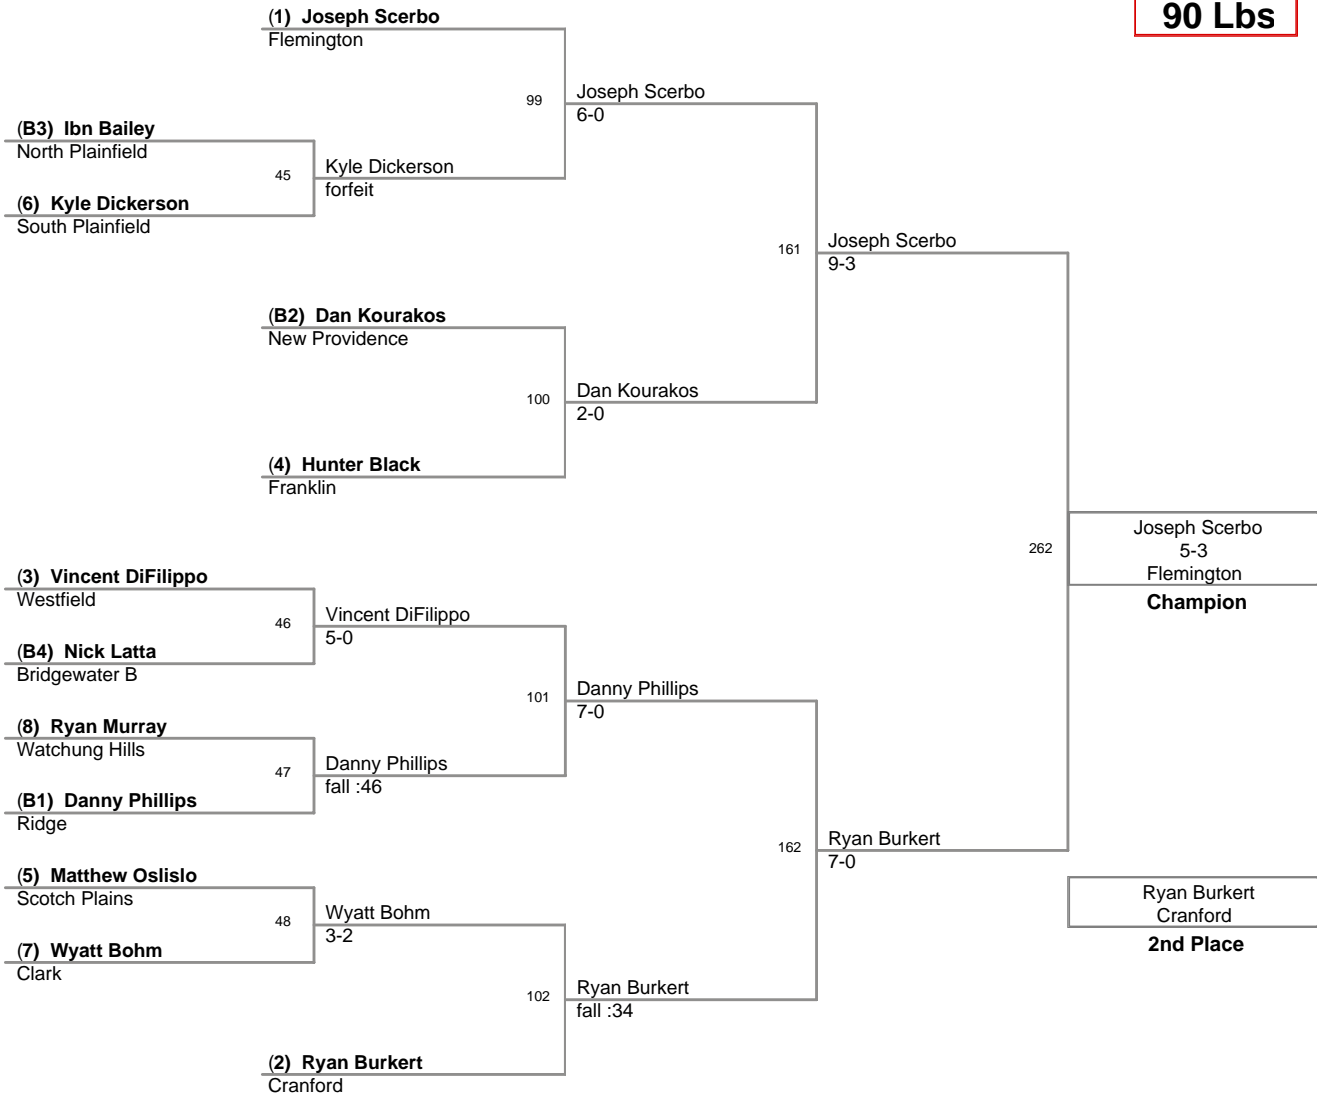 90 Lbs
(1) Joseph Scerbo
Flemington
99
Joseph Scerbo
6-0
(B3) Ibn Bailey
North Plainfield
45
Kyle Dickerson
forfeit
(6) Kyle Dickerson
South Plainfield
161
Joseph Scerbo
9-3
(B2) Dan Kourakos
New Providence
100
Dan Kourakos
2-0
(4) Hunter Black
Franklin
262
Joseph Scerbo
5-3
Flemington
Champion
(3) Vincent DiFilippo
Westfield
46
Vincent DiFilippo
5-0
(B4) Nick Latta
Bridgewater B
101
Danny Phillips
7-0
(8) Ryan Murray
Watchung Hills
47
Danny Phillips
fall :46
(B1) Danny Phillips
Ridge
162
Ryan Burkert
7-0
(5) Matthew Oslislo
Scotch Plains
48
Wyatt Bohm
3-2
(7) Wyatt Bohm
Clark
102
Ryan Burkert
fall :34
(2) Ryan Burkert
Cranford
Ryan Burkert
Cranford
2nd Place